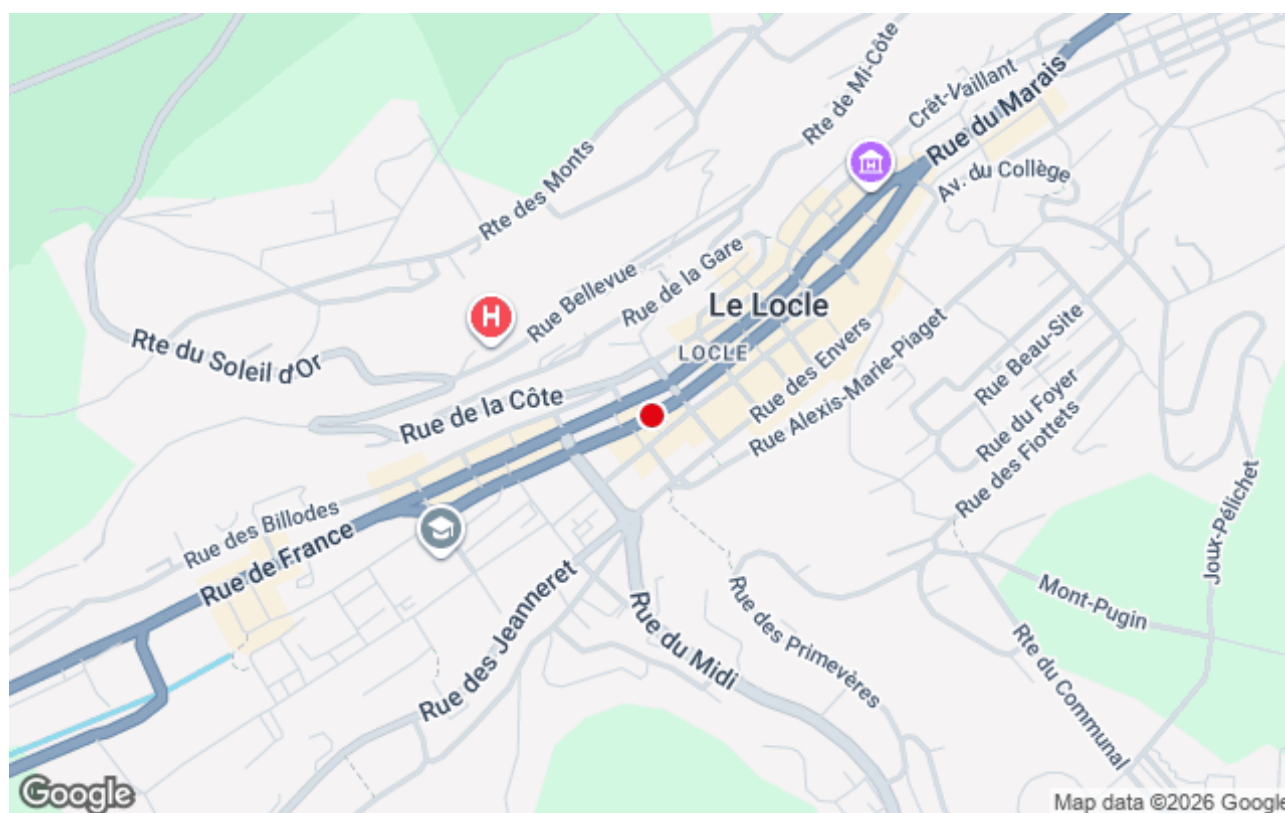 Crêt-Vaillant
Rue du Marais
Rte de Mi-Côte
Av. du Collège
Rte des Monts
Rue Bellevue
Rue de la Gare
H
Le Locle
LOCLE
Rte du Soleil d'Or
Rue de la Côte
Rue des Envers
Rue Alexis-Marie-Piaget
Rue Beau-Site
Rue du Foyer
Rue des Fiottets
Joux-Pélichet
Rue des Billodes
Rue de France
Rue des Jeanneret
Rue du Midi
Rue des Primevères
Mont-Pugin
Rte du Communal
Google
Map data ©2026 Google